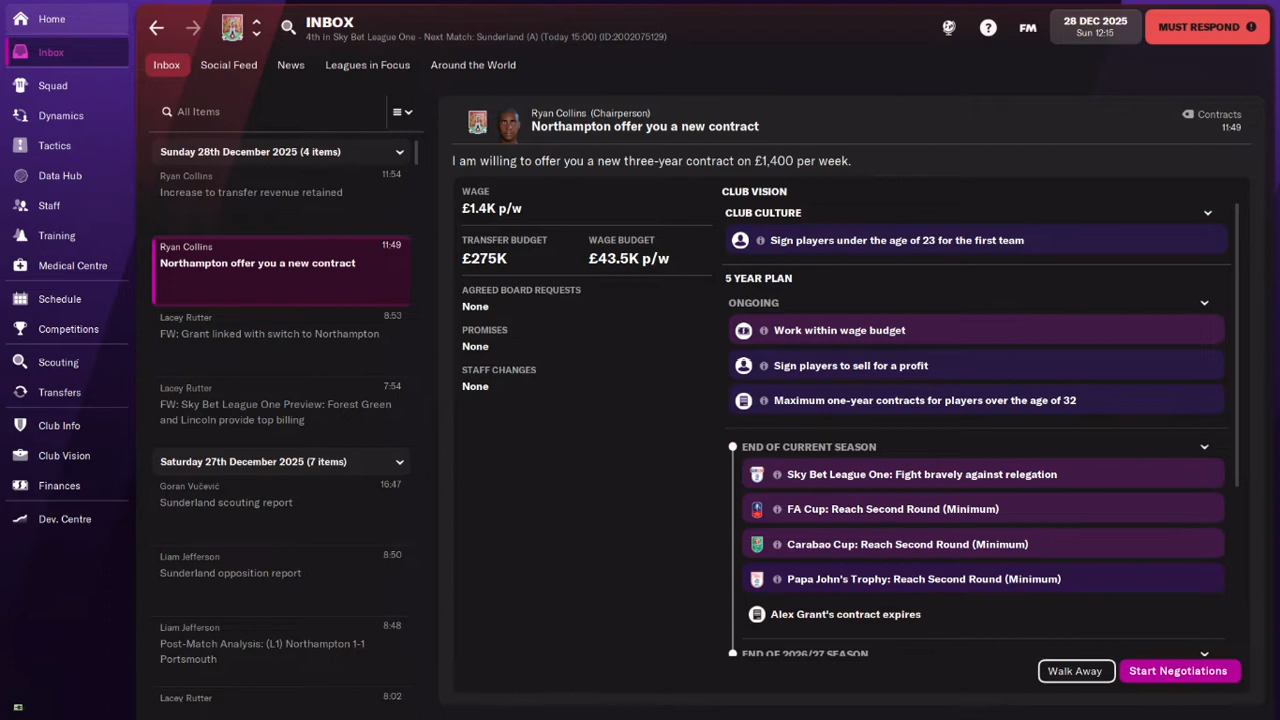 Home
Inbox
Squad
Dynamics
Tactics
Data Hub
Staff
Training
Medical Centre
Schedule
Competitions
Scouting
Transfers
Club Info
Club Vision
Finances
Dev. Centre
INBOX
4th in Sky Bet League One - Next Match: Sunderland (A) (Today 15:00) (ID:2002075129)
FM
28 DEC 2025
Sun 12:15
MUST RESPOND
Inbox
Social Feed
News
Leagues in Focus
Around the World
All Items
Sunday 28th December 2025 (4 items)
Ryan Collins 11:54
Increase to transfer revenue retained
Ryan Collins 11:49
Northampton offer you a new contract
Lacey Rutter 8:53
FW: Grant linked with switch to Northampton
Lacey Rutter 7:54
FW: Sky Bet League One Preview: Forest Green
and Lincoln provide top billing
Saturday 27th December 2025 (7 items)
Goran Vučević 16:47
Sunderland scouting report
Liam Jefferson 8:50
Sunderland opposition report
Liam Jefferson 8:48
Post-Match Analysis: (L1) Northampton 1-1
Portsmouth
Lacey Rutter 8:02
Ryan Collins (Chairperson)
Northampton offer you a new contract
Contracts
11:49
I am willing to offer you a new three-year contract on £1,400 per week.
WAGE
£1.4K p/w
TRANSFER BUDGET
£275K
WAGE BUDGET
£43.5K p/w
AGREED BOARD REQUESTS
None
PROMISES
None
STAFF CHANGES
None
CLUB VISION
CLUB CULTURE
Sign players under the age of 23 for the first team
5 YEAR PLAN
ONGOING
Work within wage budget
Sign players to sell for a profit
Maximum one-year contracts for players over the age of 32
END OF CURRENT SEASON
Sky Bet League One: Fight bravely against relegation
FA Cup: Reach Second Round (Minimum)
Carabao Cup: Reach Second Round (Minimum)
Papa John's Trophy: Reach Second Round (Minimum)
Alex Grant's contract expires
END OF 2026/27 SEASON
Walk Away
Start Negotiations